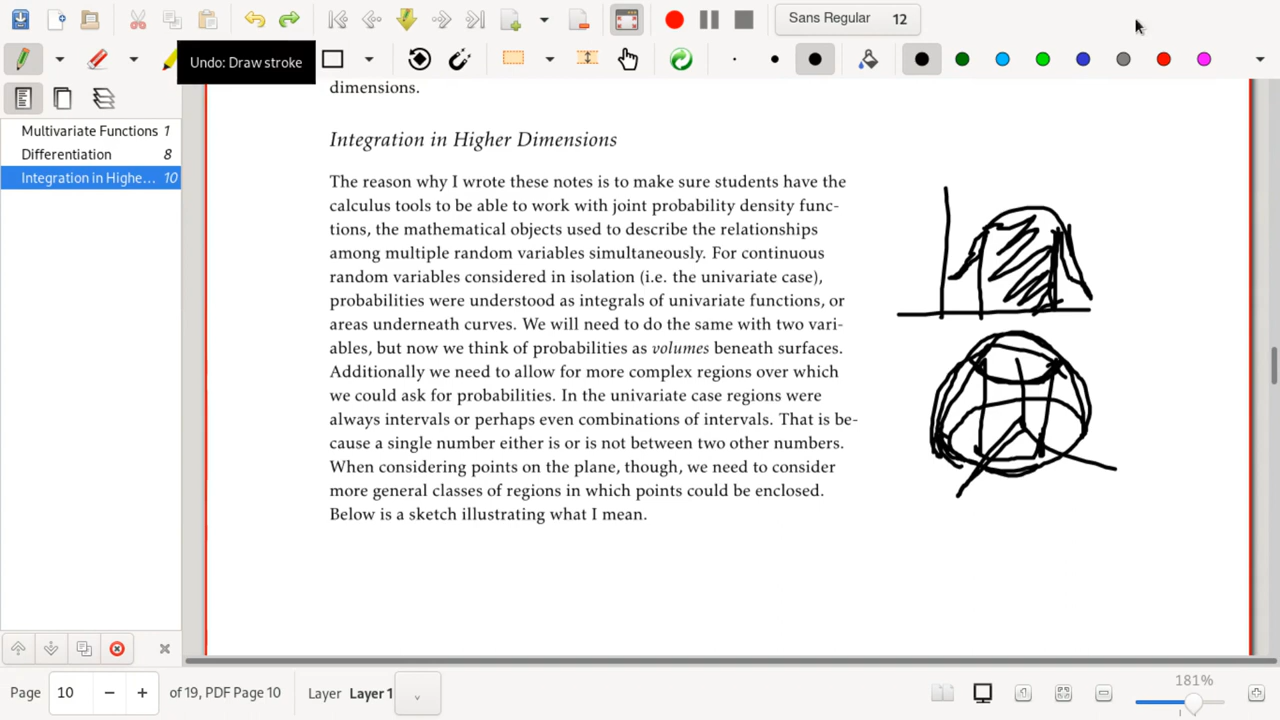 Sans Regular 12
Undo: Draw stroke
Multivariate Functions 1
Differentiation 8
Integration in Highe... 10
dimensions.
Integration in Higher Dimensions
The reason why I wrote these notes is to make sure students have the
calculus tools to be able to work with joint probability density func-
tions, the mathematical objects used to describe the relationships
among multiple random variables simultaneously. For continuous
random variables considered in isolation (i.e. the univariate case),
probabilities were understood as integrals of univariate functions, or
areas underneath curves. We will need to do the same with two vari-
ables, but now we think of probabilities as volumes beneath surfaces.
Additionally we need to allow for more complex regions over which
we could ask for probabilities. In the univariate case regions were
always intervals or perhaps even combinations of intervals. That is be-
cause a single number either is or is not between two other numbers.
When considering points on the plane, though, we need to consider
more general classes of regions in which points could be enclosed.
Below is a sketch illustrating what I mean.
Page 10 of 19, PDF Page 10 Layer Layer 1 181%